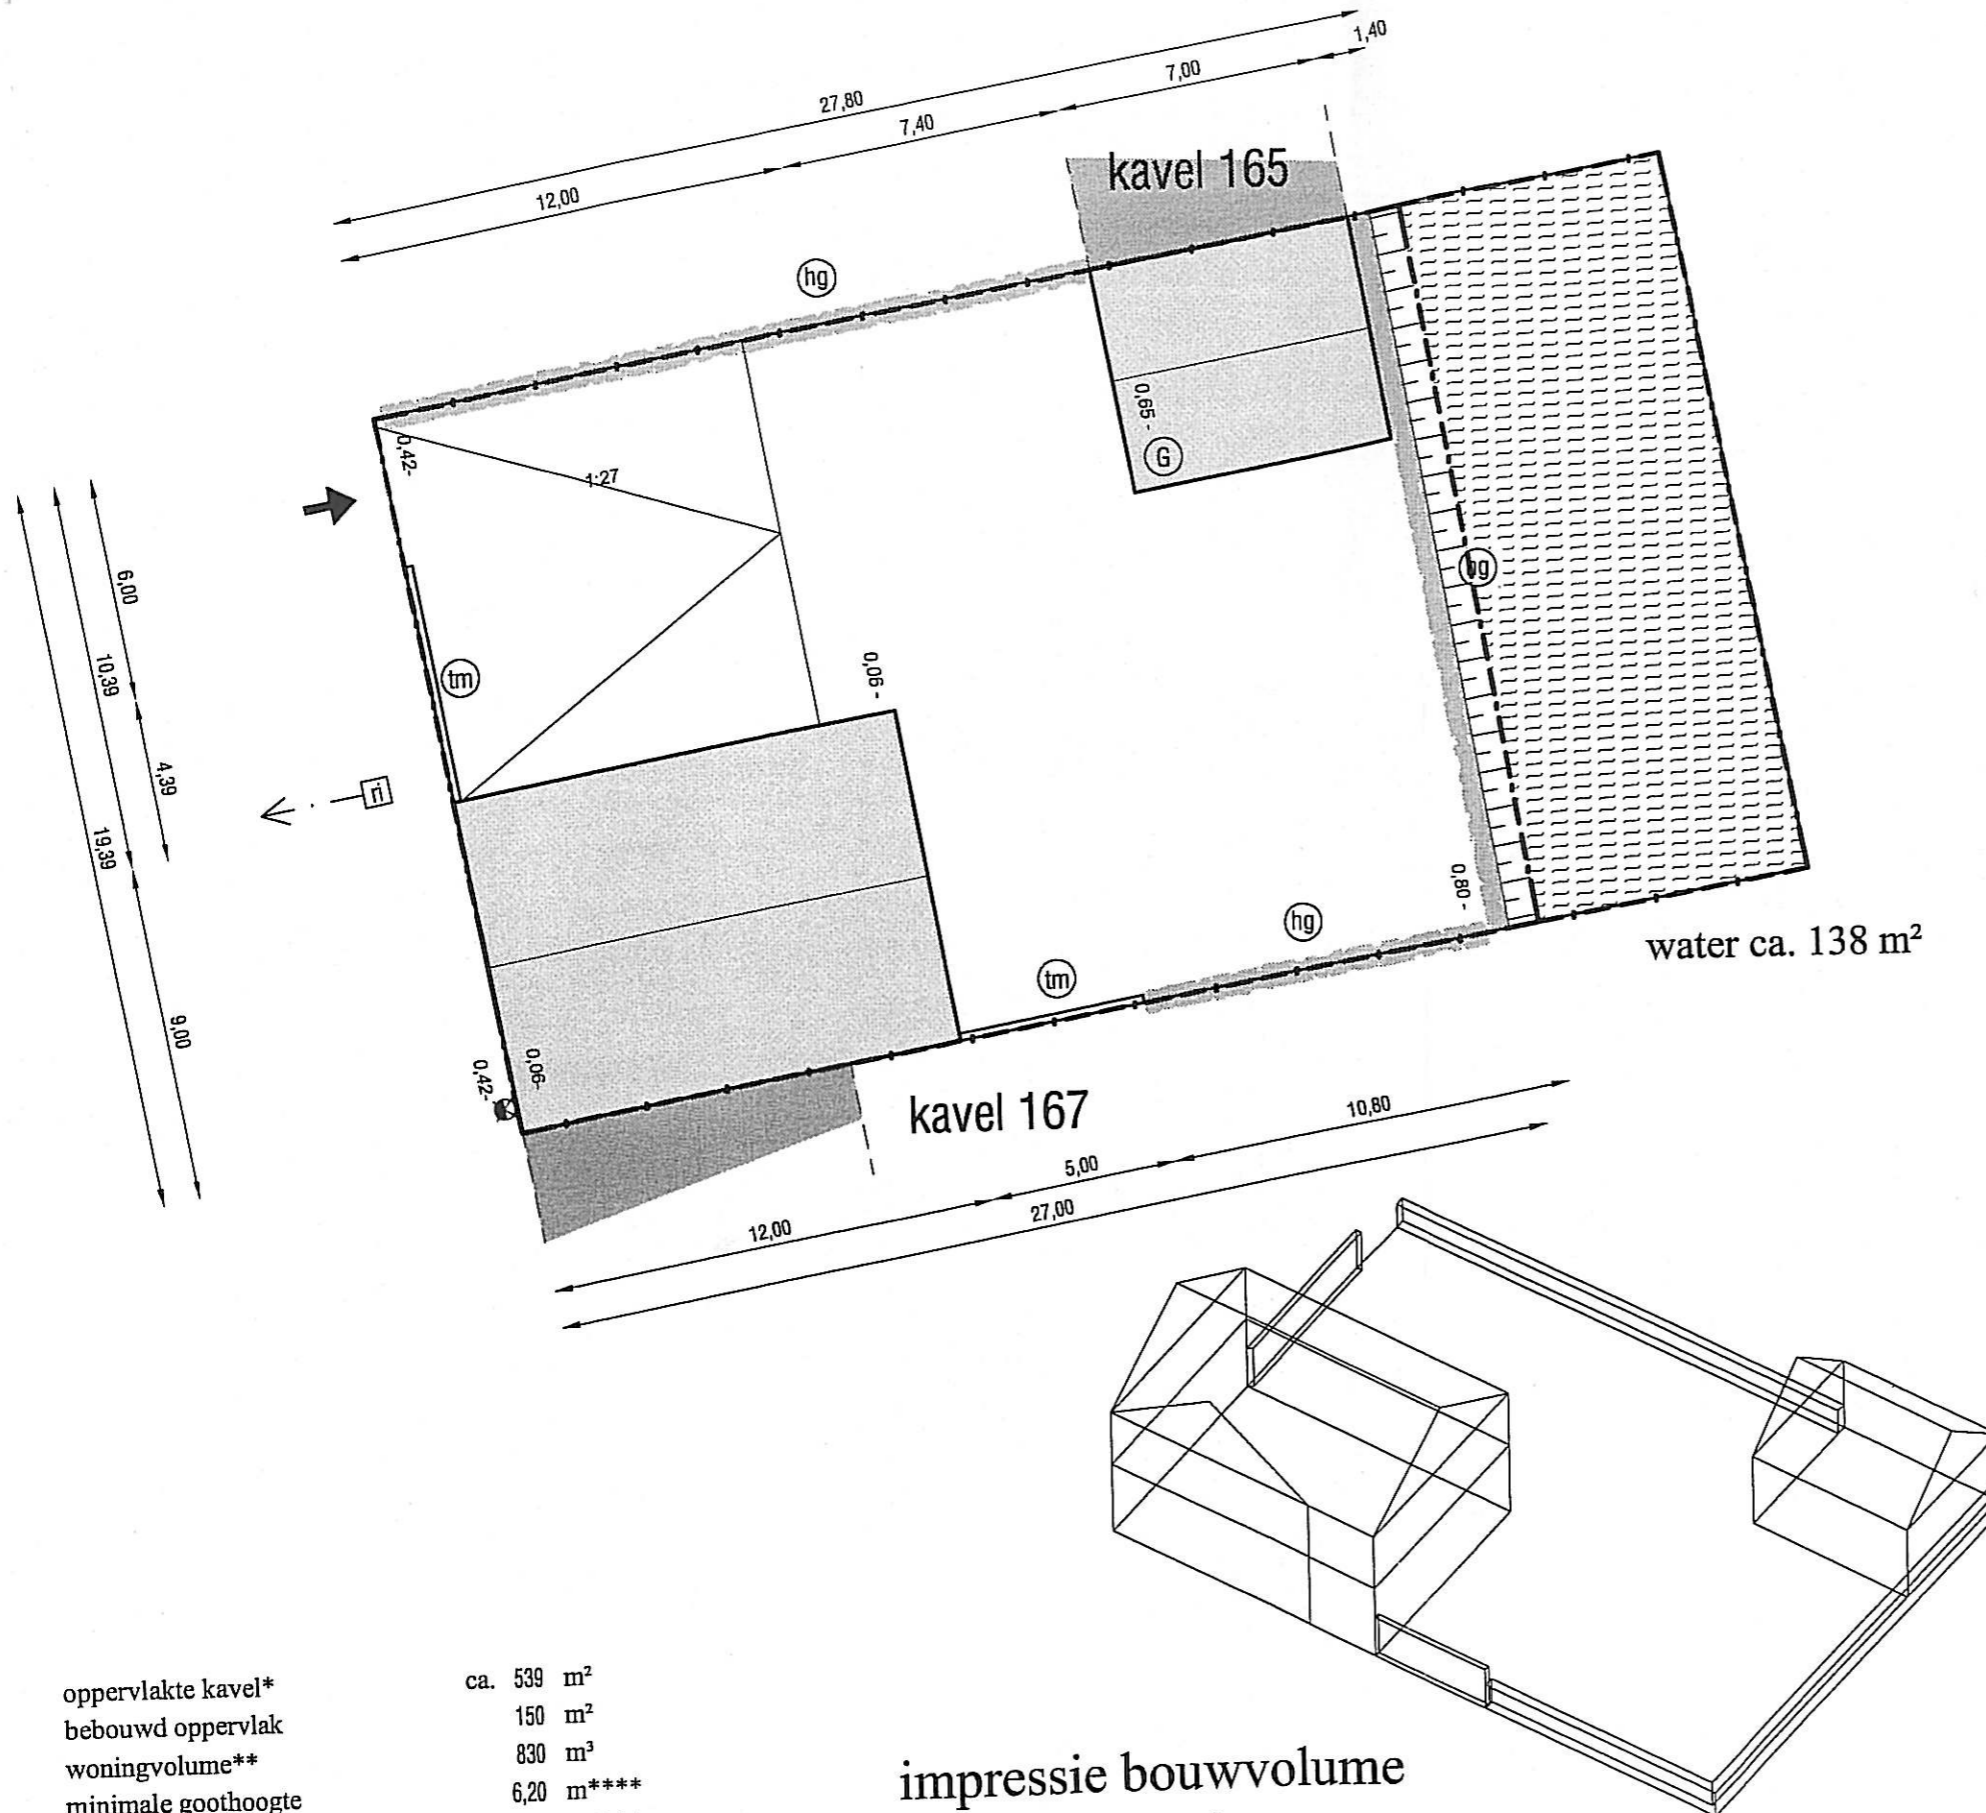 1,40
7,00
27,80
7,40
12,00
kavel 165
hg
0,42-
1:27
0,65 -
G
hg
6,00
10,39
tm
0,06 -
4,39
ri
19,39
0,80 -
hg
water ca. 138 m²
tm
9,00
0,42-
0,06-
kavel 167
10,80
5,00
12,00
27,00
oppervlakte kavel* ca. 539 m²
bebouwd oppervlak 150 m²
woningvolume** 830 m³
minimale goothoogte 6,20 m****
impressie bouwvolume